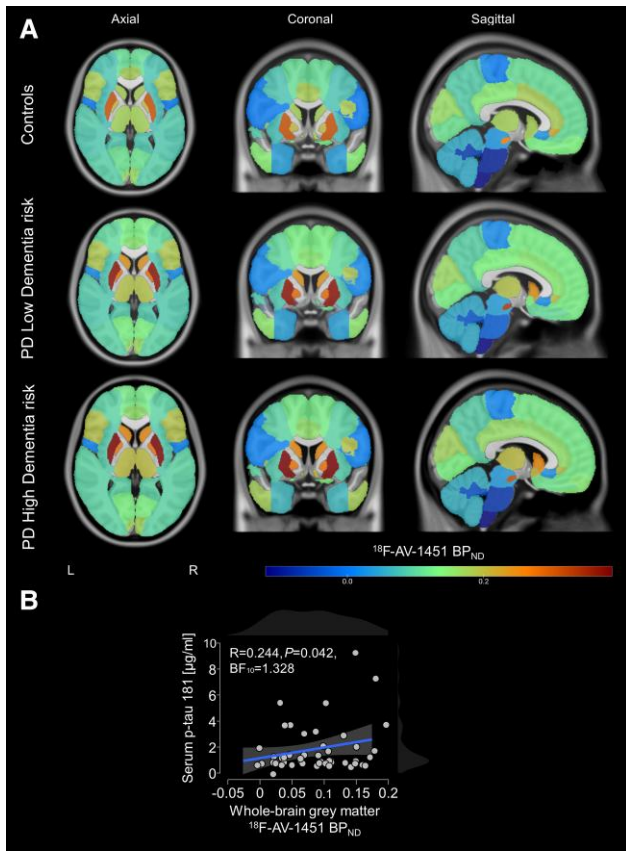 A
Axial
Coronal
Sagittal
Controls
PD Low Dementia risk
PD High Dementia risk
L
R
¹⁸F-AV-1451 BP_ND
0.0
0.2
B
R=0.244, P=0.042,
BF₁₀=1.328
Serum p-tau 181 [µg/ml]
10
8
6
4
2
0
-0.05
0
0.05
0.1
0.15
0.2
Whole-brain grey matter
¹⁸F-AV-1451 BP_ND